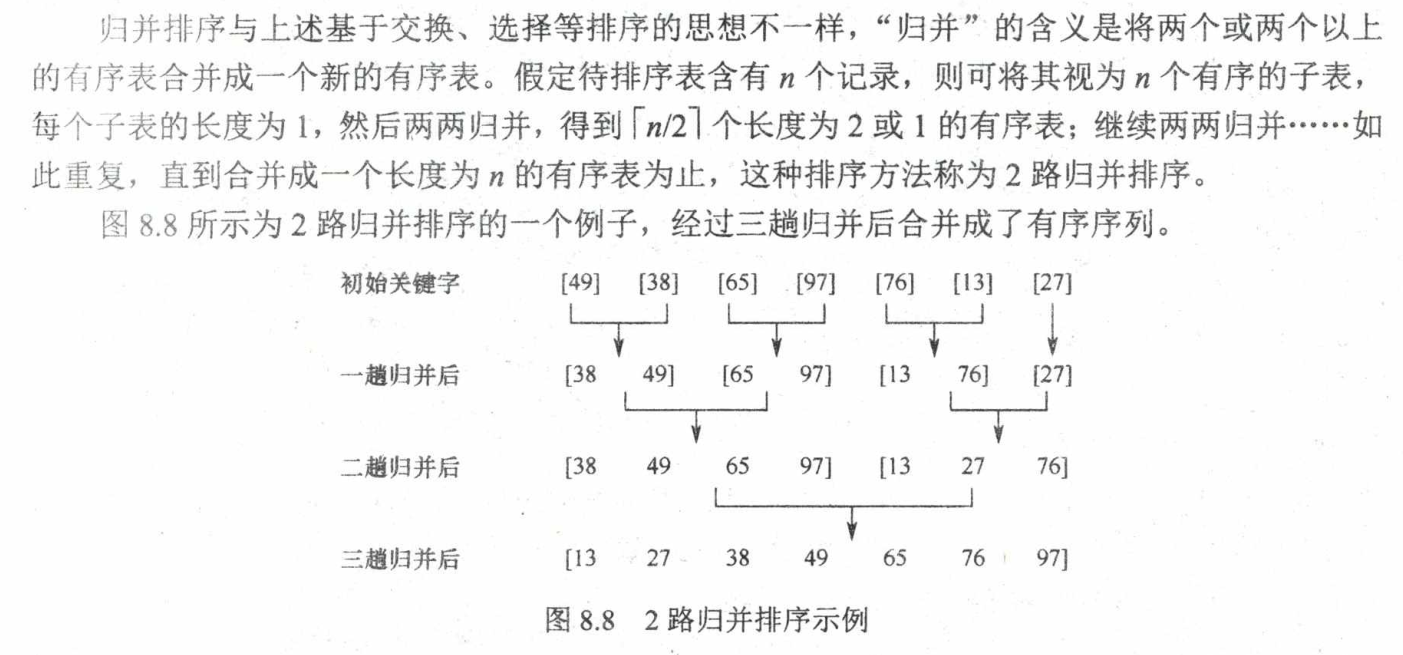 归并排序与上述基于交换、选择等排序的思想不一样，“归并”的含义是将两个或两个以上
的有序表合并成一个新的有序表。假定待排序表含有 n 个记录，则可将其视为 n 个有序的子表，
每个子表的长度为 1，然后两两归并，得到⌈n/2⌉个长度为 2 或 1 的有序表；继续两两归并……如
此重复，直到合并成一个长度为 n 的有序表为止，这种排序方法称为 2 路归并排序。
图 8.8 所示为 2 路归并排序的一个例子，经过三趟归并后合并成了有序序列。
初始关键字 [49] [38] [65] [97] [76] [13] [27]
一趟归并后 [38 49] [65 97] [13 76] [27]
二趟归并后 [38 49 65 97] [13 27 76]
三趟归并后 [13 27 38 49 65 76 97]
图 8.8 2 路归并排序示例